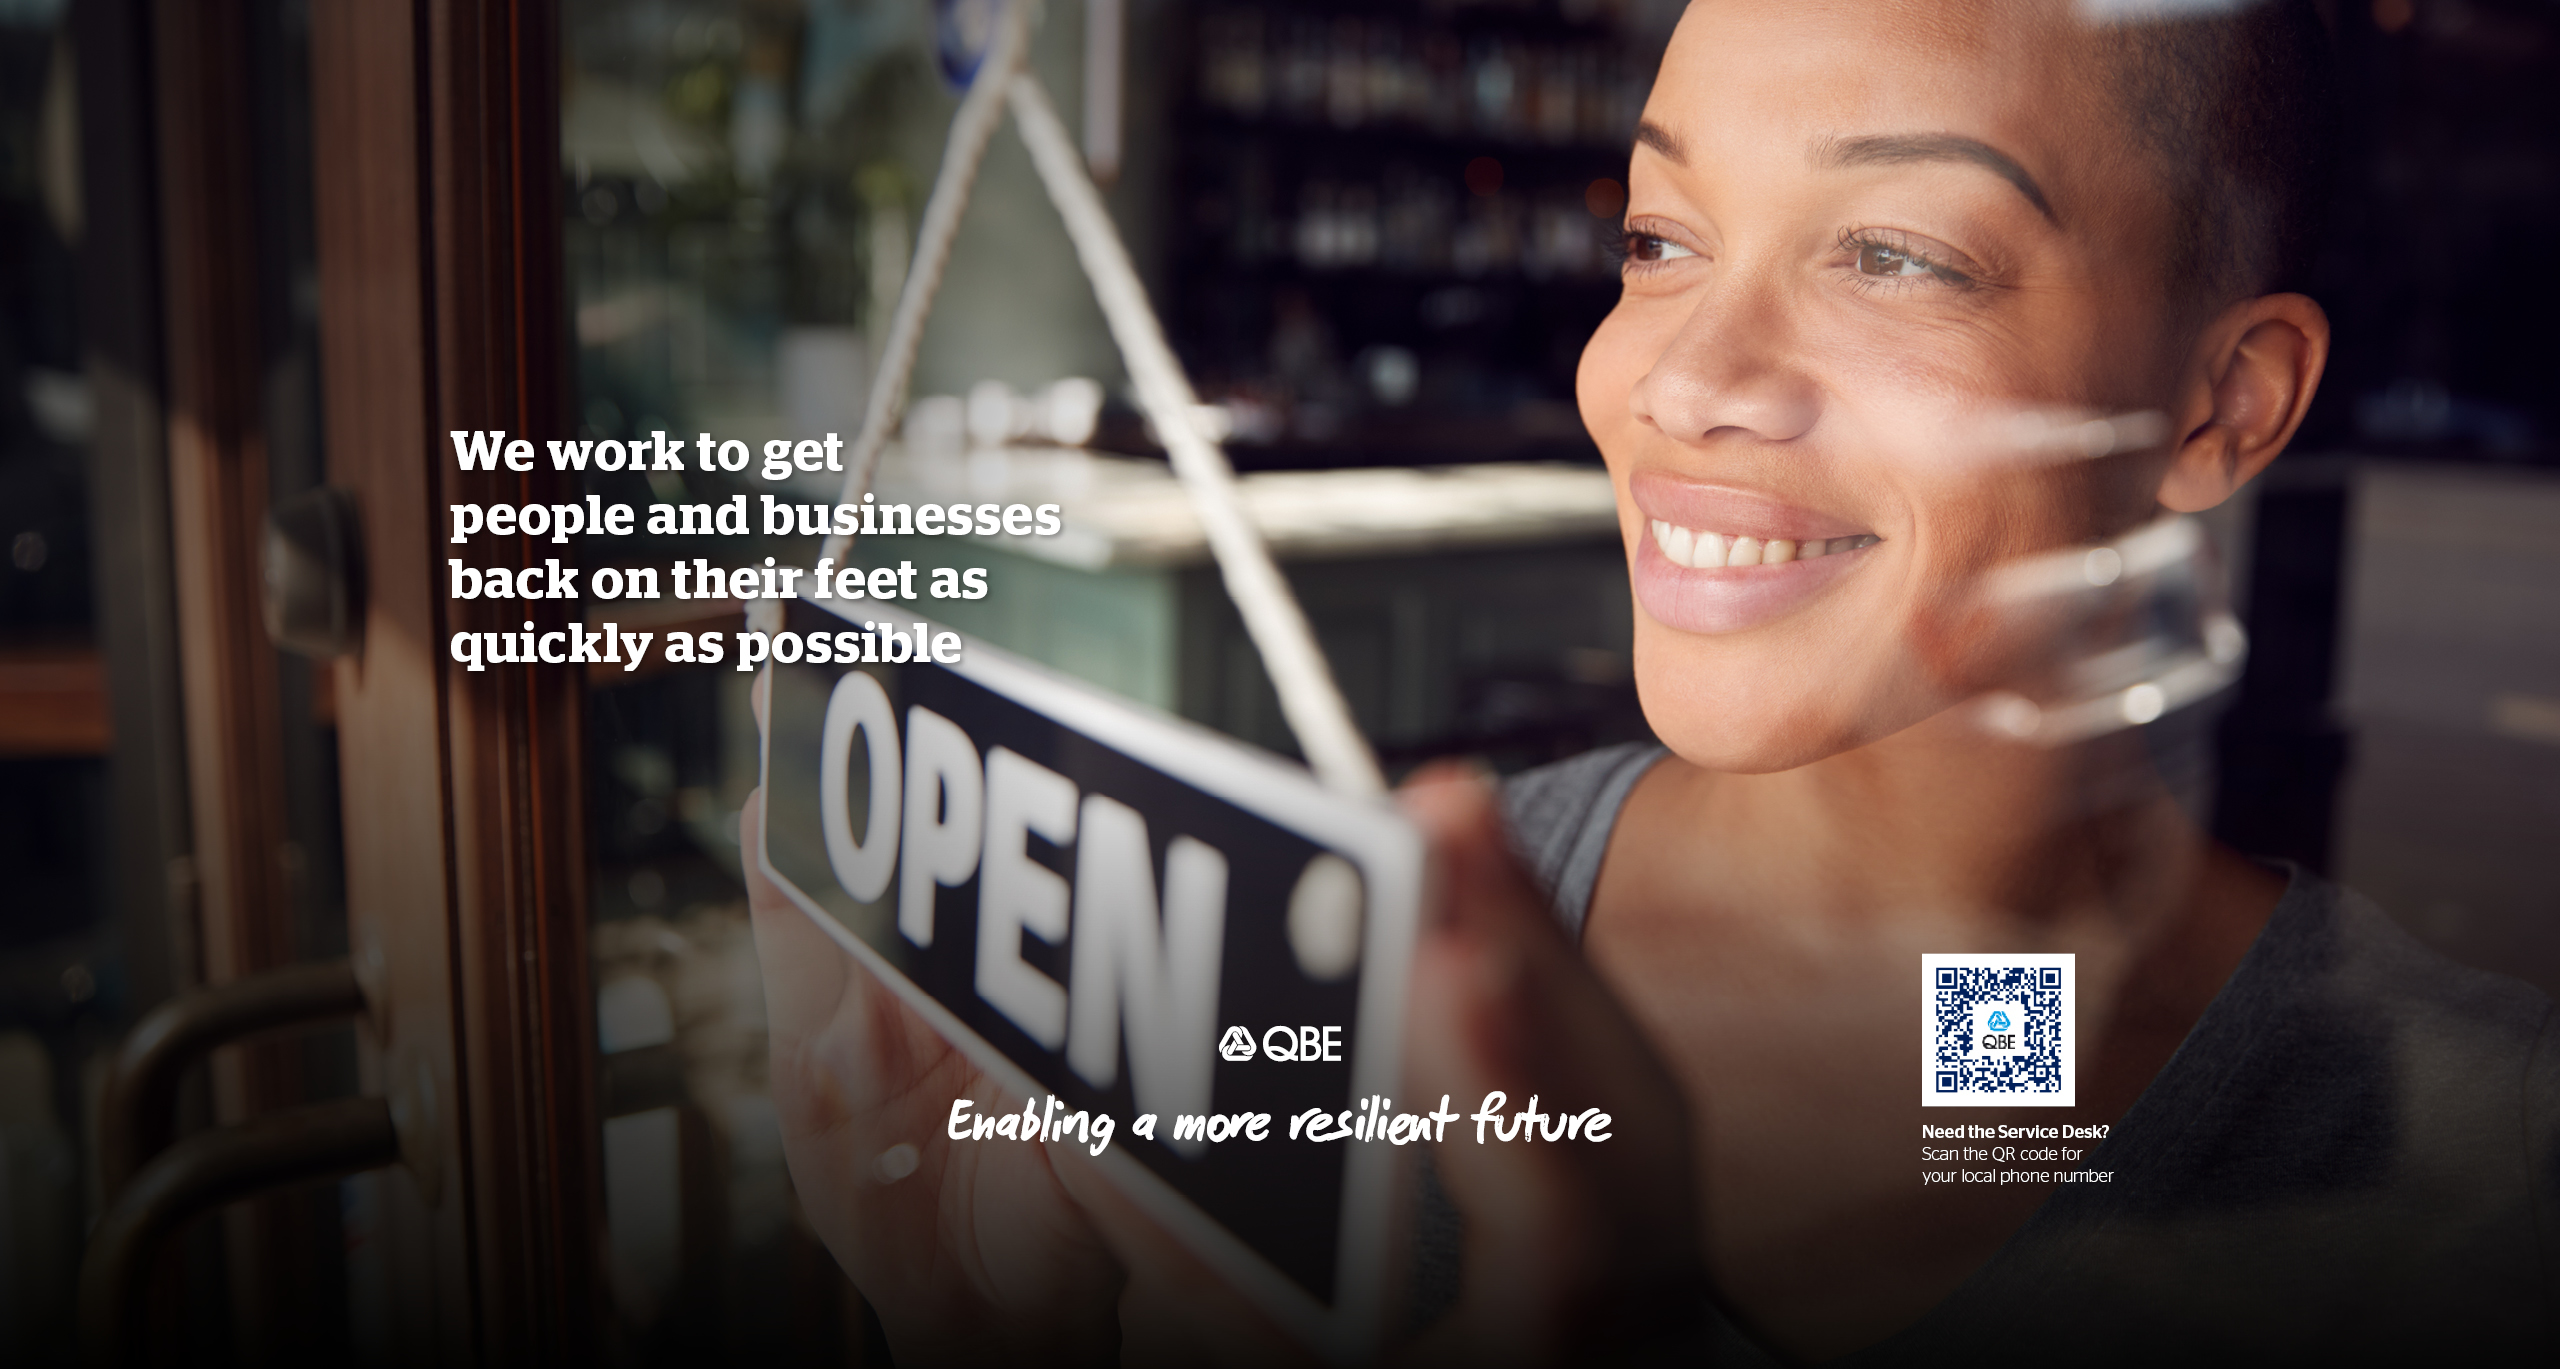 We work to get
people and businesses
back on their feet as
quickly as possible
OPEN
QBE
Enabling a more resilient future
QBE
Need the Service Desk?
Scan the QR code for
your local phone number